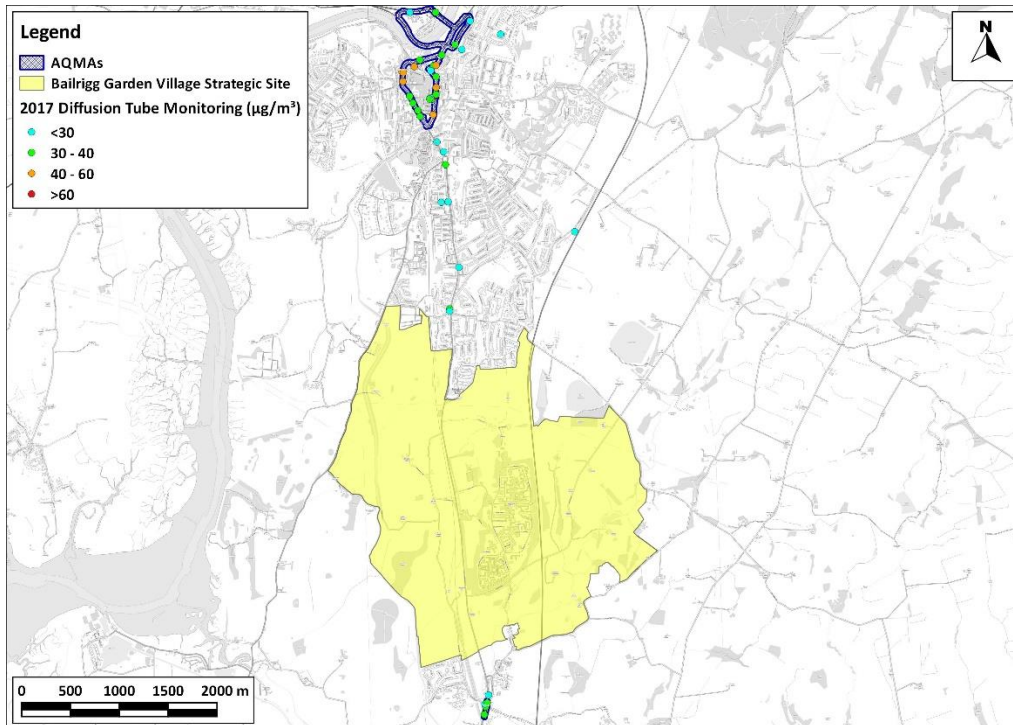 Legend
AQMAs
Bailrigg Garden Village Strategic Site
2017 Diffusion Tube Monitoring (µg/m³)
<30
30 - 40
40 - 60
>60
N
0 500 1000 1500 2000 m